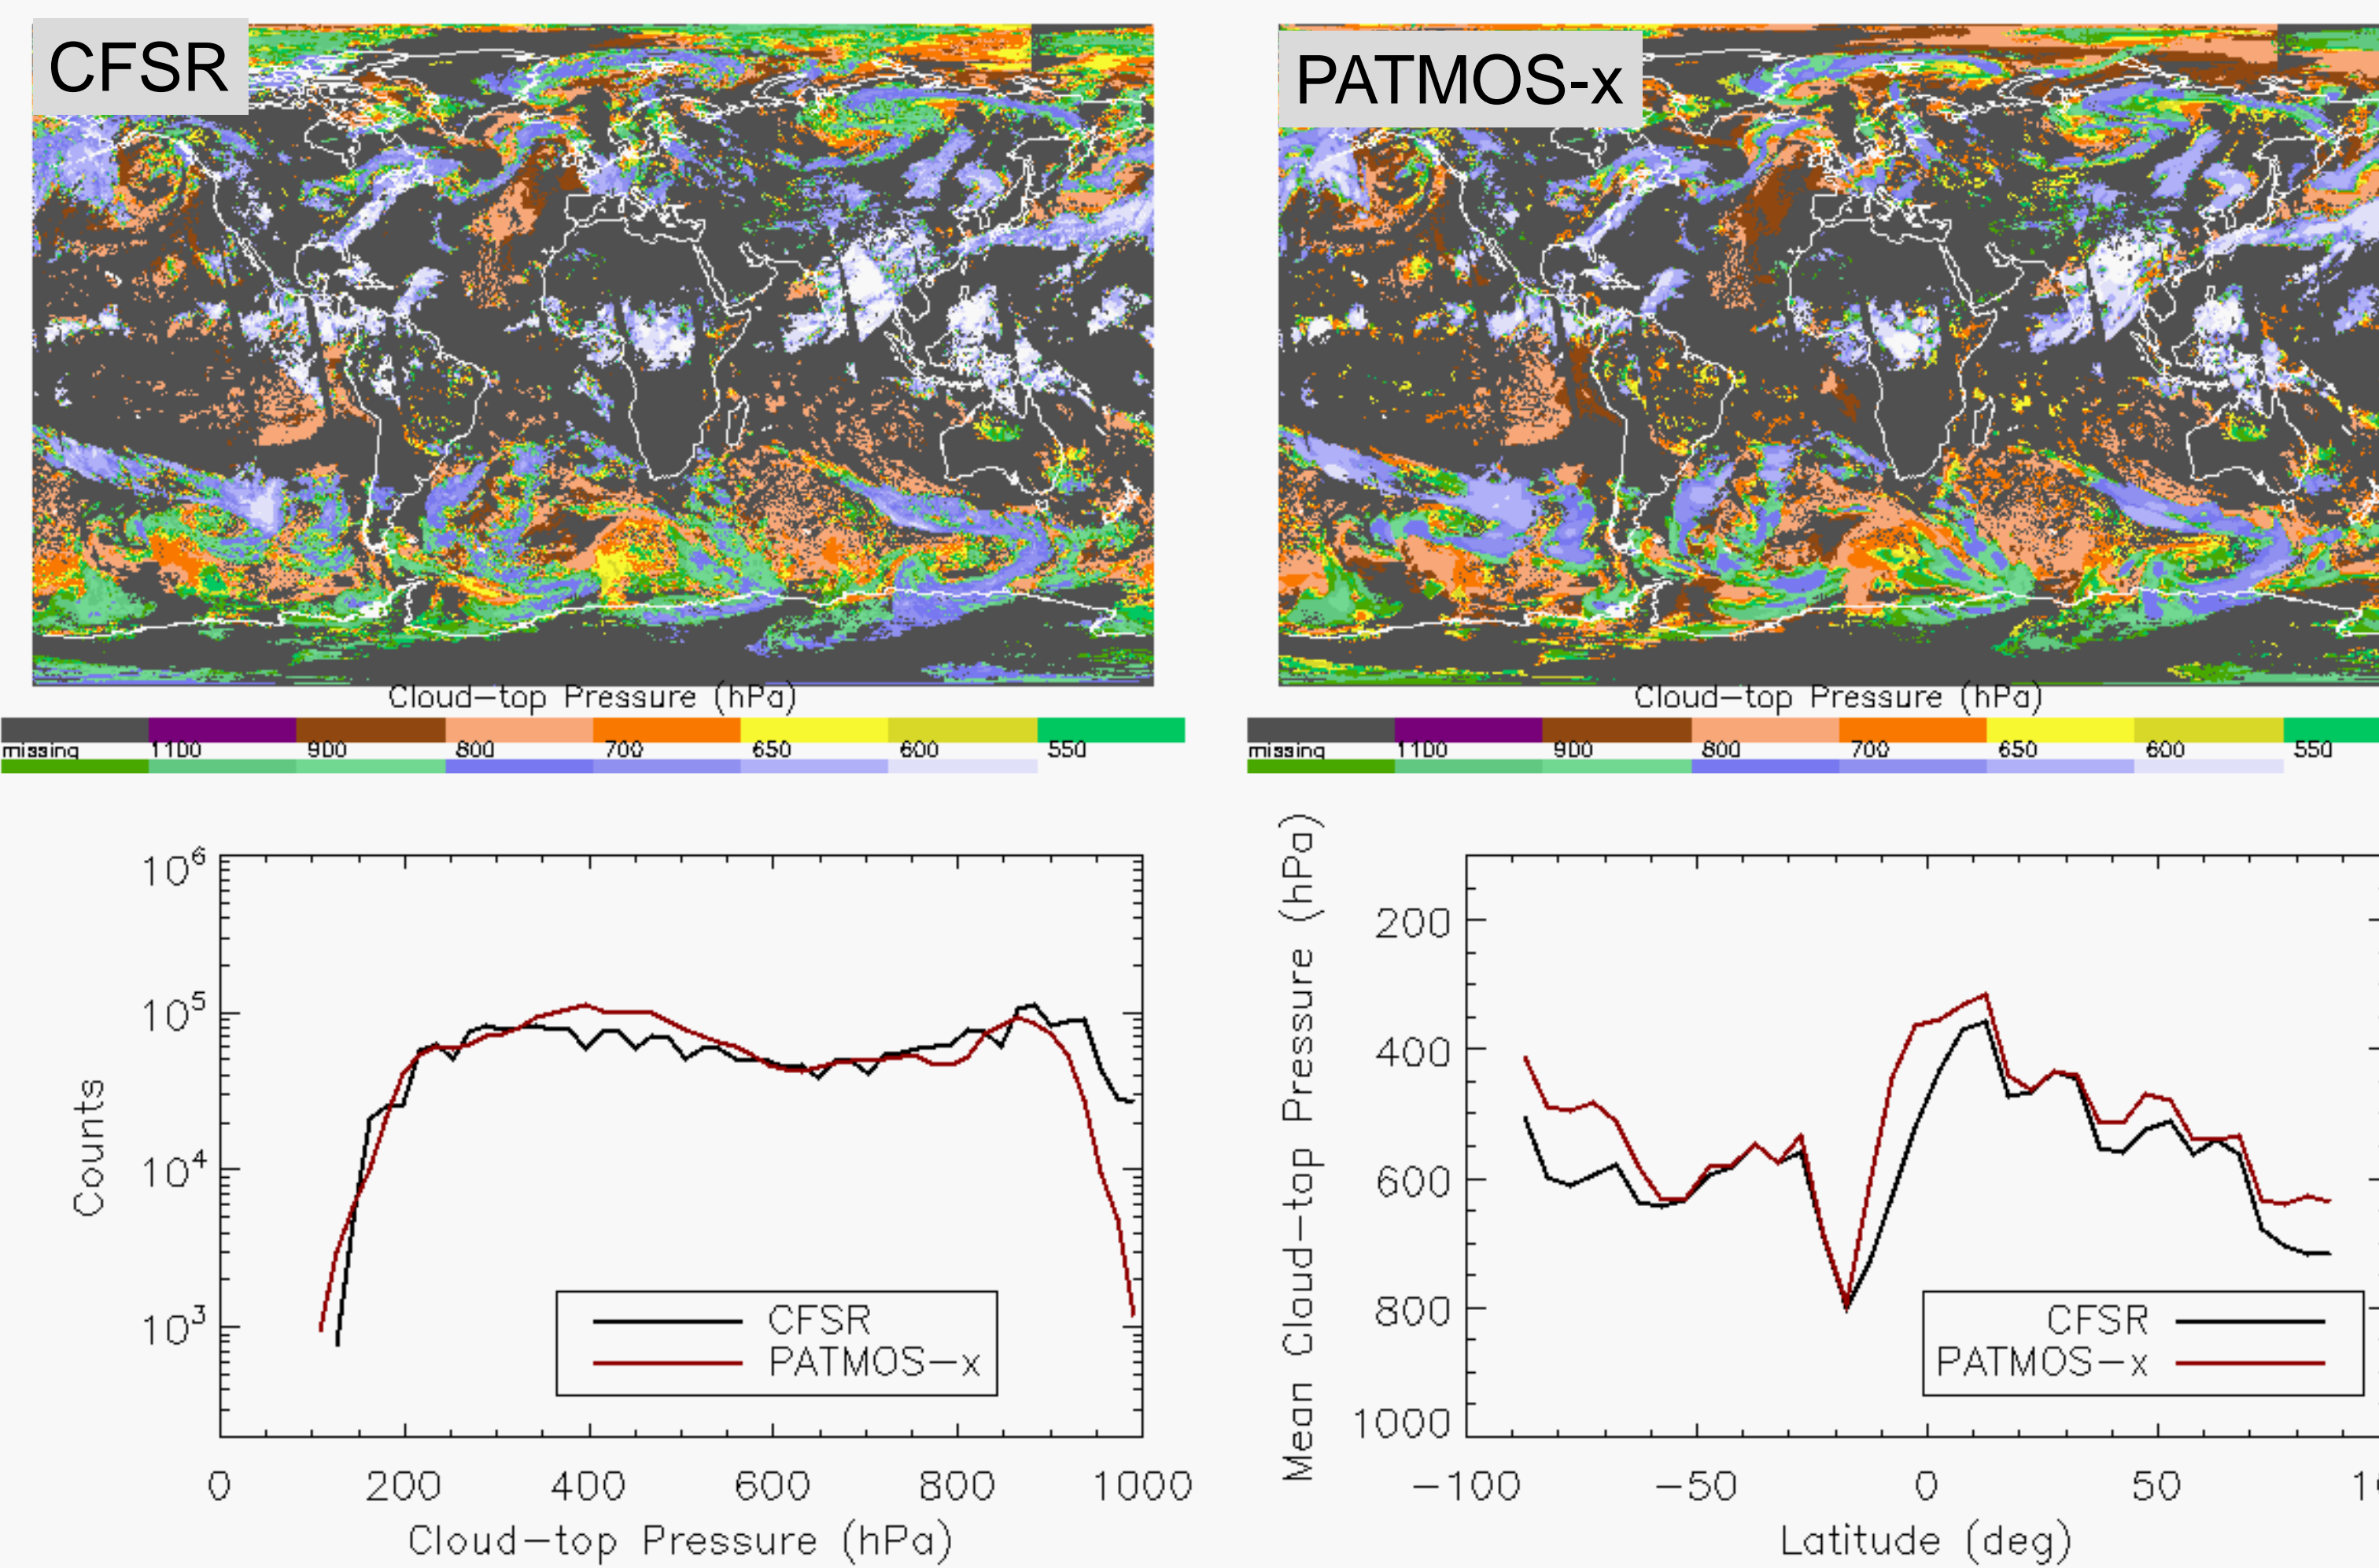 CFSR
PATMOS-x
Cloud-top Pressure (hPa)
missing 1100 900 800 700 650 600 550
Cloud-top Pressure (hPa)
missing 1100 900 800 700 650 600 550
10^6
10^5
10^4
10^3
Counts
CFSR
PATMOS-x
0 200 400 600 800 1000
Cloud-top Pressure (hPa)
Mean Cloud-top Pressure (hPa)
200
400
600
800
1000
CFSR
PATMOS-x
-100 -50 0 50
Latitude (deg)